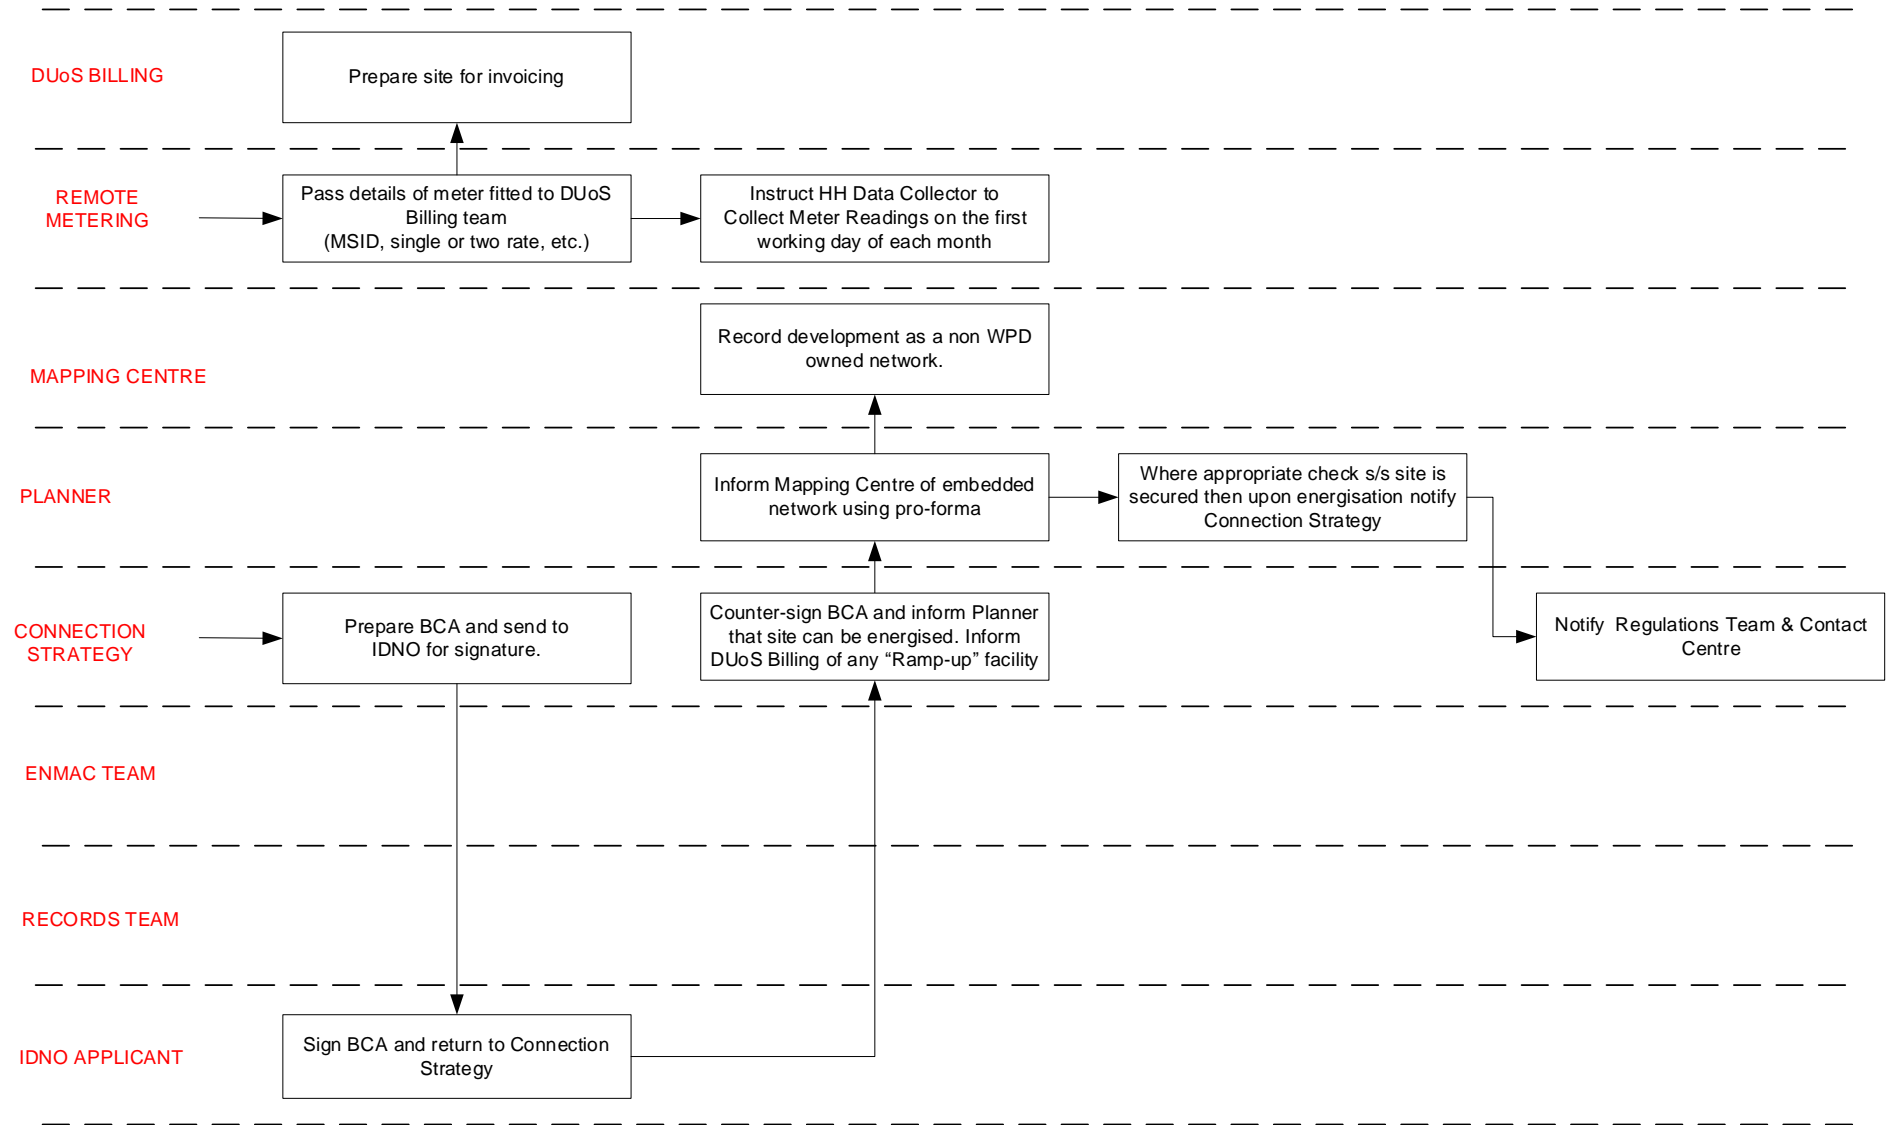 DUoS BILLING
Prepare site for invoicing
REMOTE
METERING
Pass details of meter fitted to DUoS
Billing team
(MSID, single or two rate, etc.)
Instruct HH Data Collector to
Collect Meter Readings on the first
working day of each month
MAPPING CENTRE
Record development as a non WPD
owned network.
PLANNER
Inform Mapping Centre of embedded
network using pro-forma
Where appropriate check s/s site is
secured then upon energisation notify
Connection Strategy
CONNECTION
STRATEGY
Prepare BCA and send to
IDNO for signature.
Counter-sign BCA and inform Planner
that site can be energised. Inform
DUoS Billing of any “Ramp-up” facility
Notify Regulations Team & Contact
Centre
ENMAC TEAM
RECORDS TEAM
IDNO APPLICANT
Sign BCA and return to Connection
Strategy